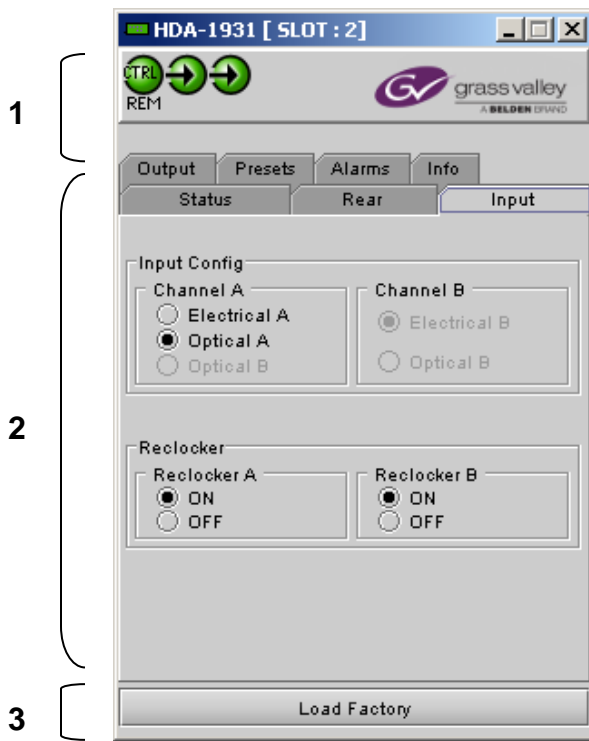 HDA-1931 [ SLOT : 2]
CTRL
REM
grass valley
A BELDEN BRAND
1
Output Presets Alarms Info
Status Rear Input
Input Config
Channel A
Electrical A
Optical A
Optical B
Channel B
Electrical B
Optical B
2
Reclocker
Reclocker A
ON
OFF
Reclocker B
ON
OFF
3
Load Factory